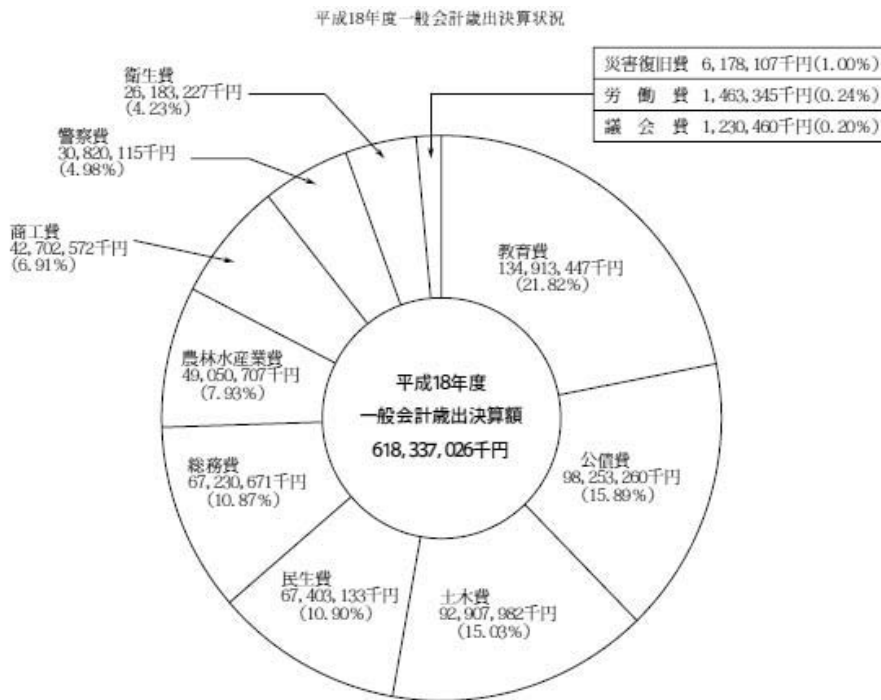 平成18年度一般会計歳出決算状況
災害復旧費 6,178,107千円(1.00%)
労働費 1,463,345千円(0.24%)
議会費 1,230,460千円(0.20%)
衛生費
26,183,227千円
(4.23%)
警察費
30,820,115千円
(4.98%)
商工費
42,702,572千円
(6.91%)
農林水産業費
49,050,707千円
(7.93%)
総務費
67,230,671千円
(10.87%)
民生費
67,403,133千円
(10.90%)
土木費
92,907,982千円
(15.03%)
公債費
98,253,260千円
(15.89%)
教育費
134,913,447千円
(21.82%)
平成18年度
一般会計歳出決算額
618,337,026千円